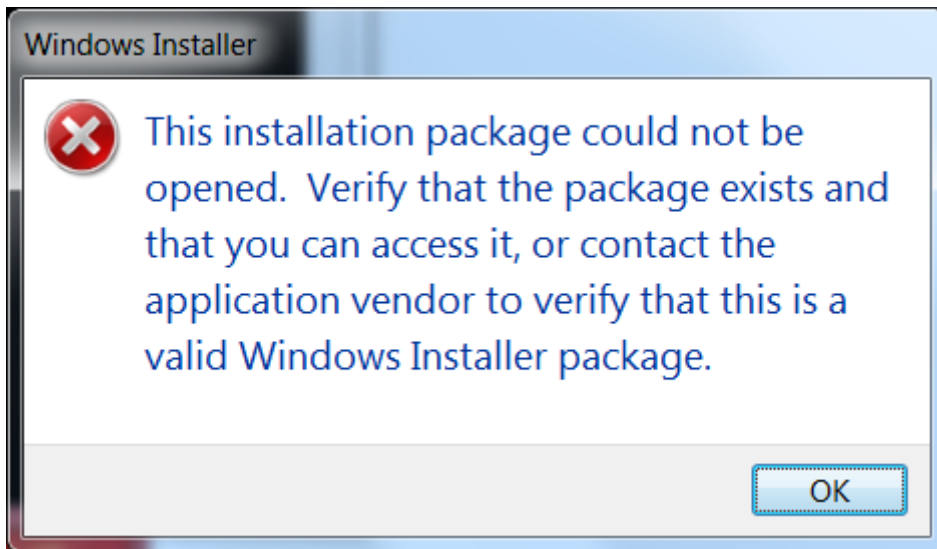 Windows Installer
This installation package could not be
opened.  Verify that the package exists and
that you can access it, or contact the
application vendor to verify that this is a
valid Windows Installer package.
OK